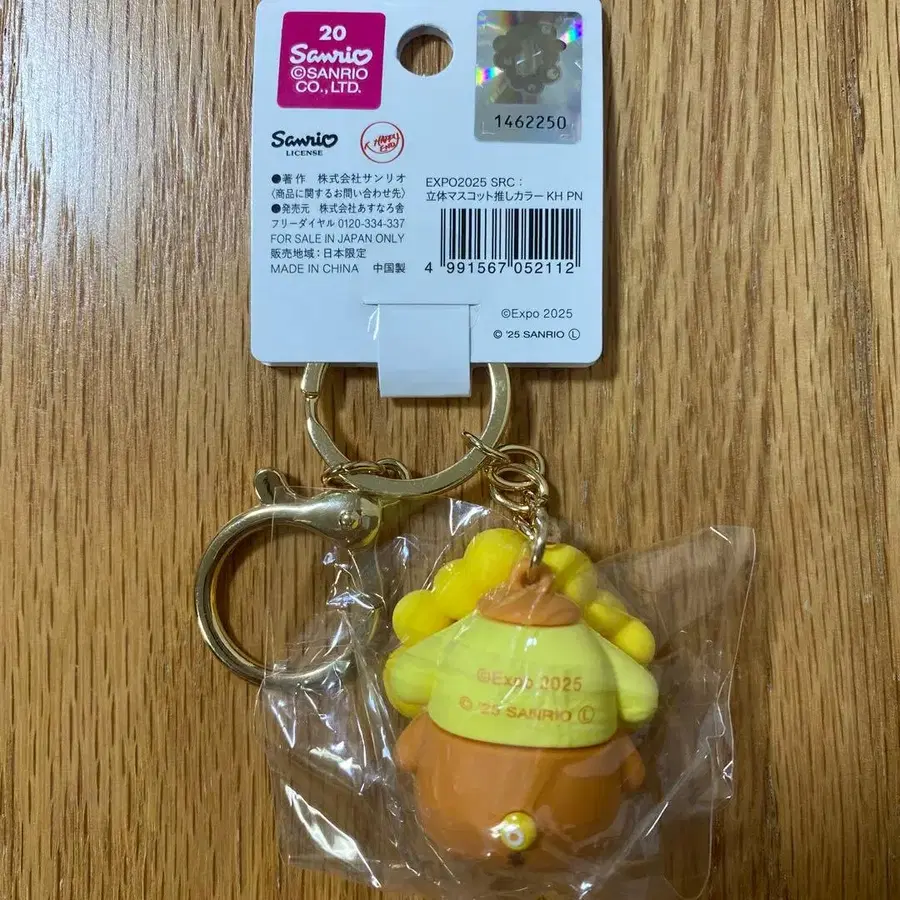 20
Sanrio
©SANRIO
CO., LTD.
1462250
Sanrio
LICENSE
HAPPY
END
●著作 株式会社サンリオ
〈商品に関するお問い合わせ先〉
●発売元 株式会社あすなろ舎
フリーダイヤル 0120-334-337
FOR SALE IN JAPAN ONLY
販売地域：日本限定
MADE IN CHINA 中国製
EXPO2025 SRC：
立体マスコット推しカラー KH PN
4 991567 052112
©Expo 2025
© '25 SANRIO Ⓛ
©Expo 2025
©'25 SANRIO Ⓛ